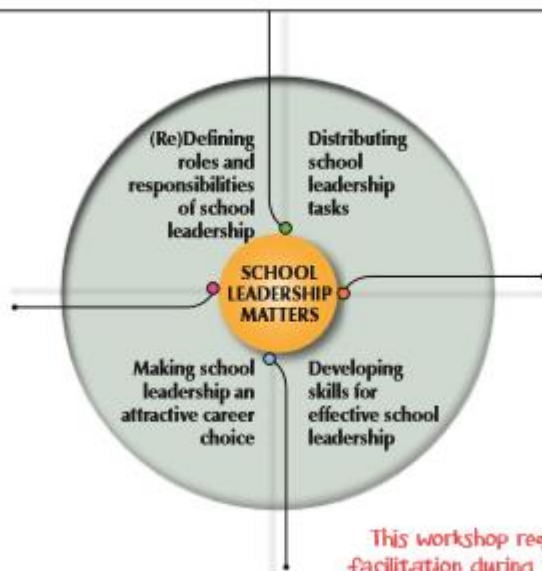 (Re)Defining
roles and
responsibilities
of school
leadership
Distributing
school
leadership
tasks
SCHOOL
LEADERSHIP
MATTERS
Making school
leadership an
attractive career
choice
Developing
skills for
effective school
leadership
This workshop req
facilitation during